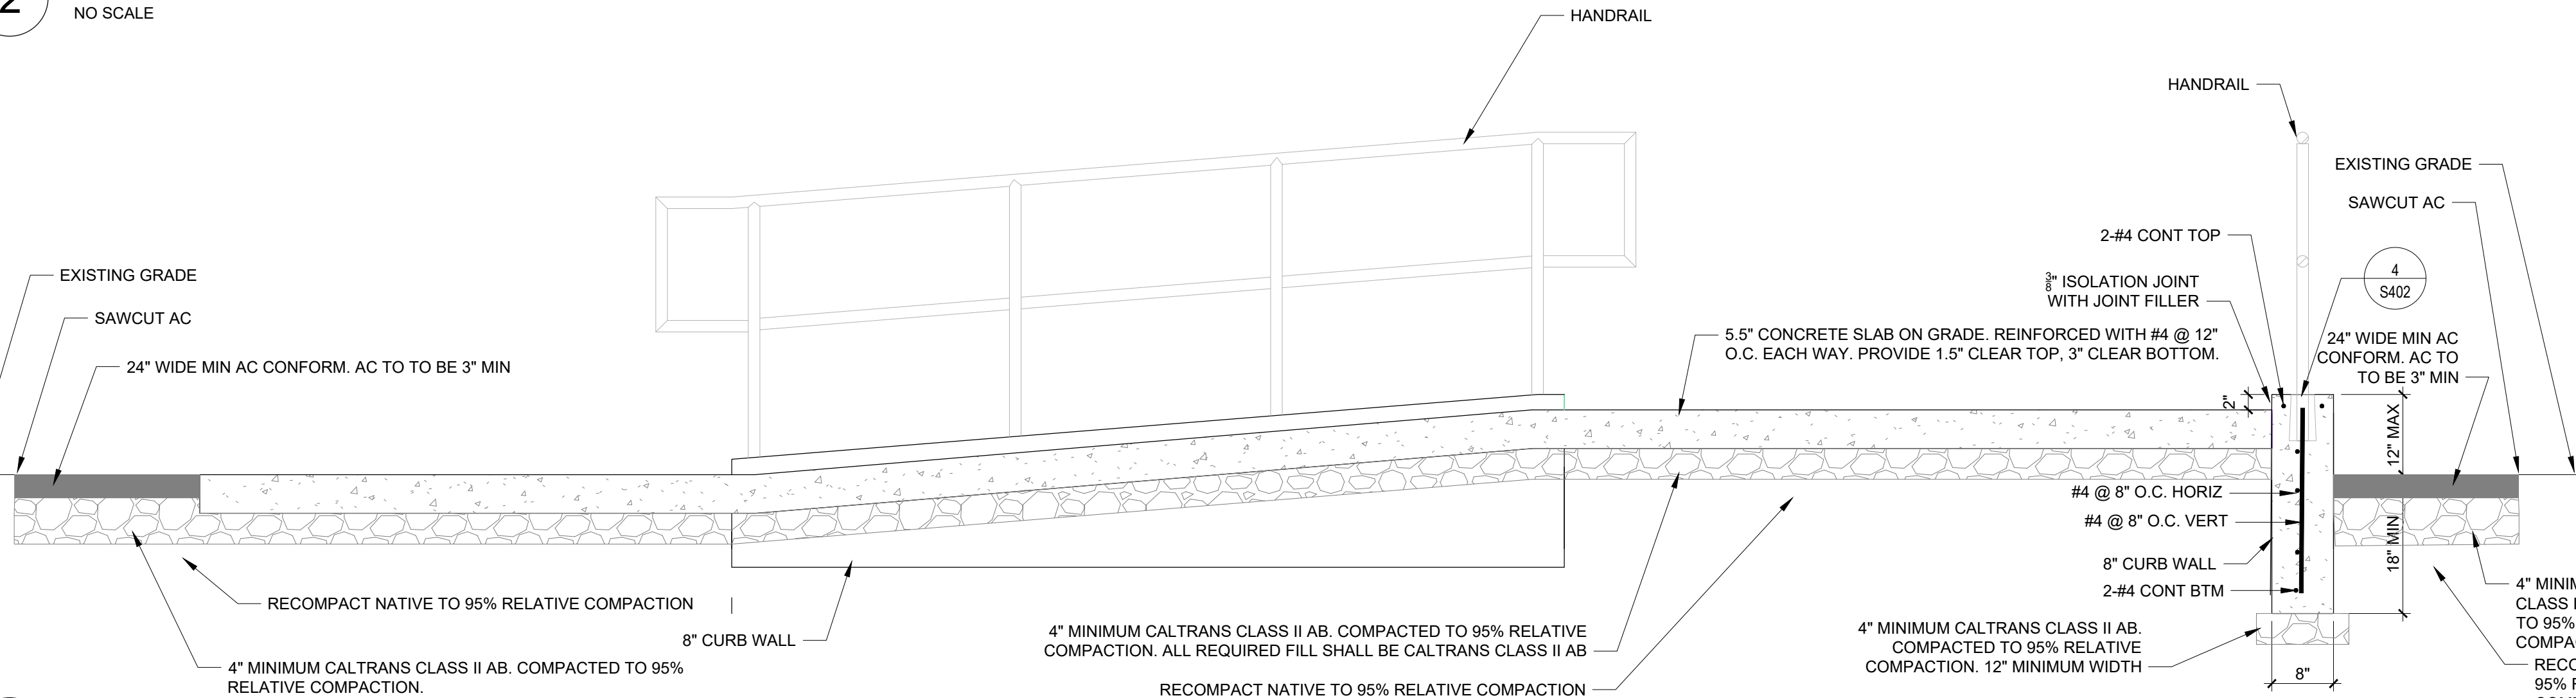 2
NO SCALE
HANDRAIL
HANDRAIL
EXISTING GRADE
SAWCUT AC
2-#4 CONT TOP
4
S402
3/8" ISOLATION JOINT
WITH JOINT FILLER
EXISTING GRADE
SAWCUT AC
24" WIDE MIN AC CONFORM. AC TO TO BE 3" MIN
5.5" CONCRETE SLAB ON GRADE. REINFORCED WITH #4 @ 12"
O.C. EACH WAY. PROVIDE 1.5" CLEAR TOP, 3" CLEAR BOTTOM.
24" WIDE MIN AC
CONFORM. AC TO
TO BE 3" MIN
2"
12" MAX
#4 @ 8" O.C. HORIZ
#4 @ 8" O.C. VERT
18" MIN
8" CURB WALL
2-#4 CONT BTM
RECOMPACT NATIVE TO 95% RELATIVE COMPACTION
8" CURB WALL
4" MINIMUM CALTRANS CLASS II AB. COMPACTED TO 95%
RELATIVE COMPACTION.
4" MINIMUM CALTRANS CLASS II AB. COMPACTED TO 95% RELATIVE
COMPACTION. ALL REQUIRED FILL SHALL BE CALTRANS CLASS II AB
RECOMPACT NATIVE TO 95% RELATIVE COMPACTION
4" MINIMUM CALTRANS CLASS II AB.
COMPACTED TO 95% RELATIVE
COMPACTION. 12" MINIMUM WIDTH
8"
4"
CLASS
TO 95%
95%